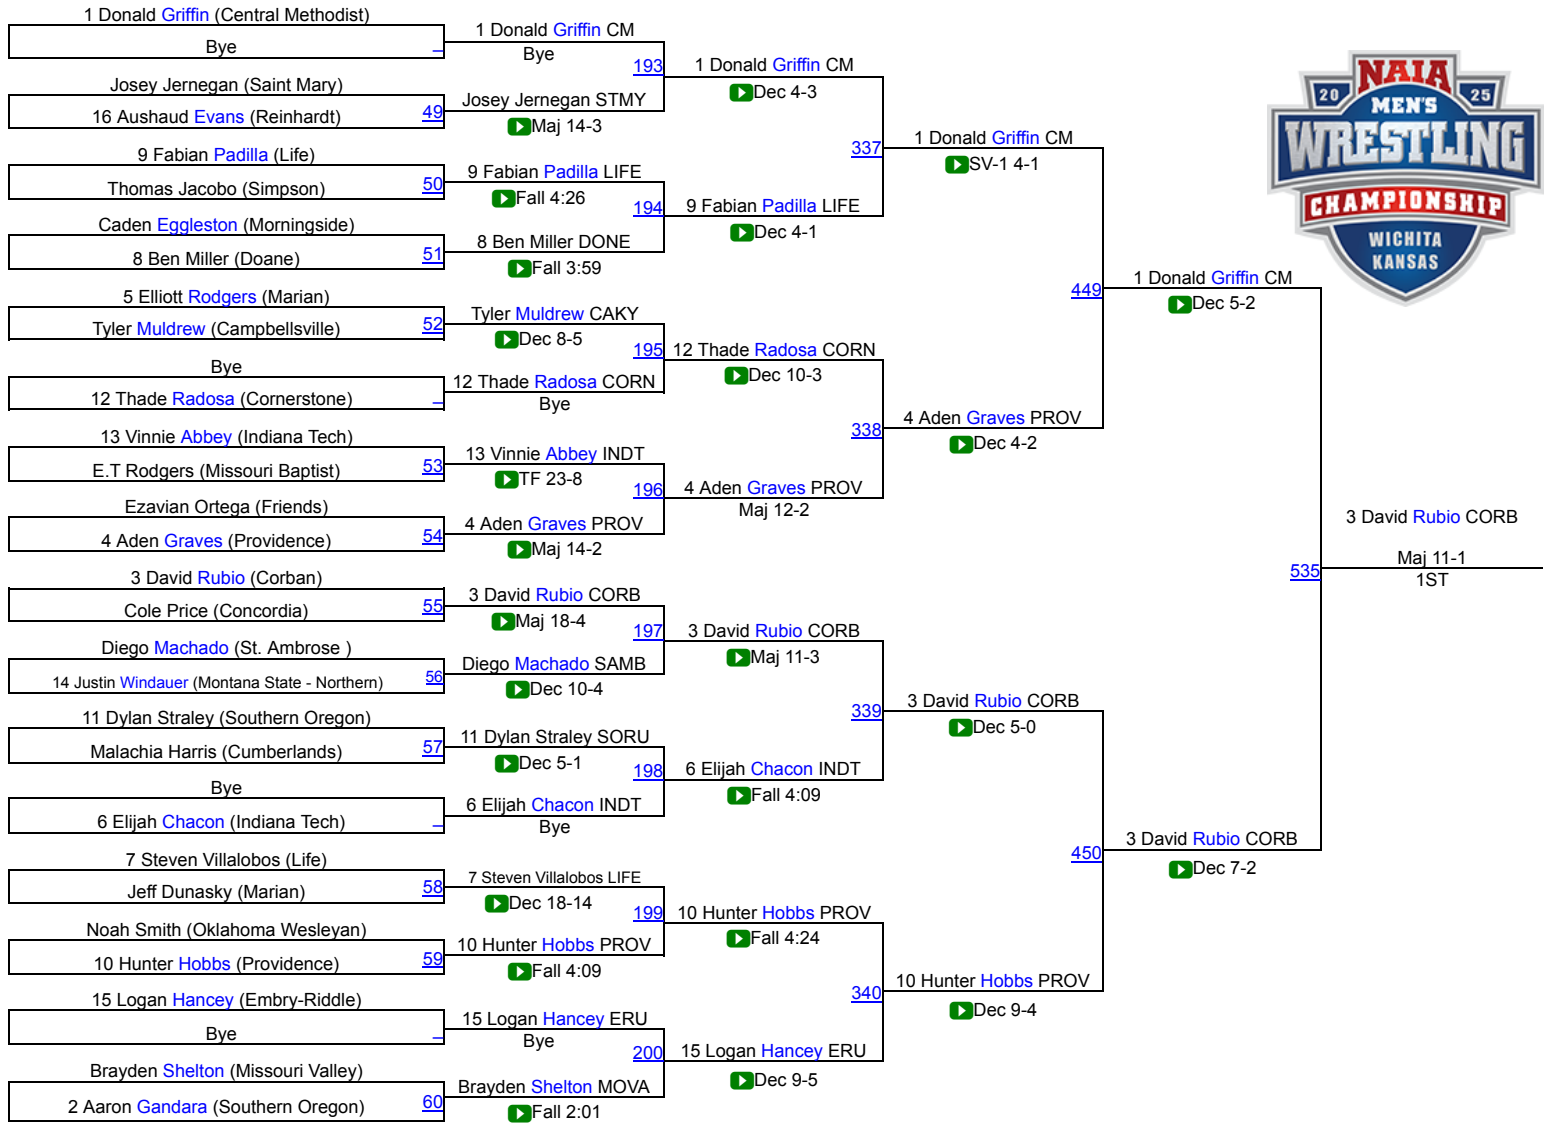 1 Donald Griffin (Central Methodist)
Bye
Josey Jernegan (Saint Mary)
49
16 Aushaud Evans (Reinhardt)
9 Fabian Padilla (Life)
50
Thomas Jacobo (Simpson)
Caden Eggleston (Morningside)
51
8 Ben Miller (Doane)
5 Elliott Rodgers (Marian)
52
Tyler Muldrew (Campbellsville)
Bye
12 Thade Radosa (Cornerstone)
13 Vinnie Abbey (Indiana Tech)
53
E.T Rodgers (Missouri Baptist)
Ezavian Ortega (Friends)
54
4 Aden Graves (Providence)
3 David Rubio (Corban)
55
Cole Price (Concordia)
Diego Machado (St. Ambrose )
56
14 Justin Windauer (Montana State - Northern)
11 Dylan Straley (Southern Oregon)
57
Malachia Harris (Cumberlands)
Bye
6 Elijah Chacon (Indiana Tech)
7 Steven Villalobos (Life)
58
Jeff Dunasky (Marian)
Noah Smith (Oklahoma Wesleyan)
59
10 Hunter Hobbs (Providence)
15 Logan Hancey (Embry-Riddle)
Bye
Brayden Shelton (Missouri Valley)
60
2 Aaron Gandara (Southern Oregon)
1 Donald Griffin CM
Bye
193
Josey Jernegan STMY
Maj 14-3
9 Fabian Padilla LIFE
Fall 4:26
194
8 Ben Miller DONE
Fall 3:59
Tyler Muldrew CAKY
Dec 8-5
195
12 Thade Radosa CORN
Bye
13 Vinnie Abbey INDT
TF 23-8
196
4 Aden Graves PROV
Maj 14-2
3 David Rubio CORB
Maj 18-4
197
Diego Machado SAMB
Dec 10-4
11 Dylan Straley SORU
Dec 5-1
198
6 Elijah Chacon INDT
Bye
7 Steven Villalobos LIFE
Dec 18-14
199
10 Hunter Hobbs PROV
Fall 4:09
15 Logan Hancey ERU
Bye
200
Brayden Shelton MOVA
Fall 2:01
1 Donald Griffin CM
Dec 4-3
337
9 Fabian Padilla LIFE
Dec 4-1
12 Thade Radosa CORN
Dec 10-3
338
4 Aden Graves PROV
Maj 12-2
3 David Rubio CORB
Maj 11-3
339
6 Elijah Chacon INDT
Fall 4:09
10 Hunter Hobbs PROV
Fall 4:24
340
15 Logan Hancey ERU
Dec 9-5
1 Donald Griffin CM
SV-1 4-1
449
4 Aden Graves PROV
Dec 4-2
3 David Rubio CORB
Dec 5-0
450
10 Hunter Hobbs PROV
Dec 9-4
1 Donald Griffin CM
Dec 5-2
535
3 David Rubio CORB
Dec 7-2
3 David Rubio CORB
Maj 11-1
1ST
NAIA
20 25
MEN'S
WRESTLING
CHAMPIONSHIP
WICHITA
KANSAS